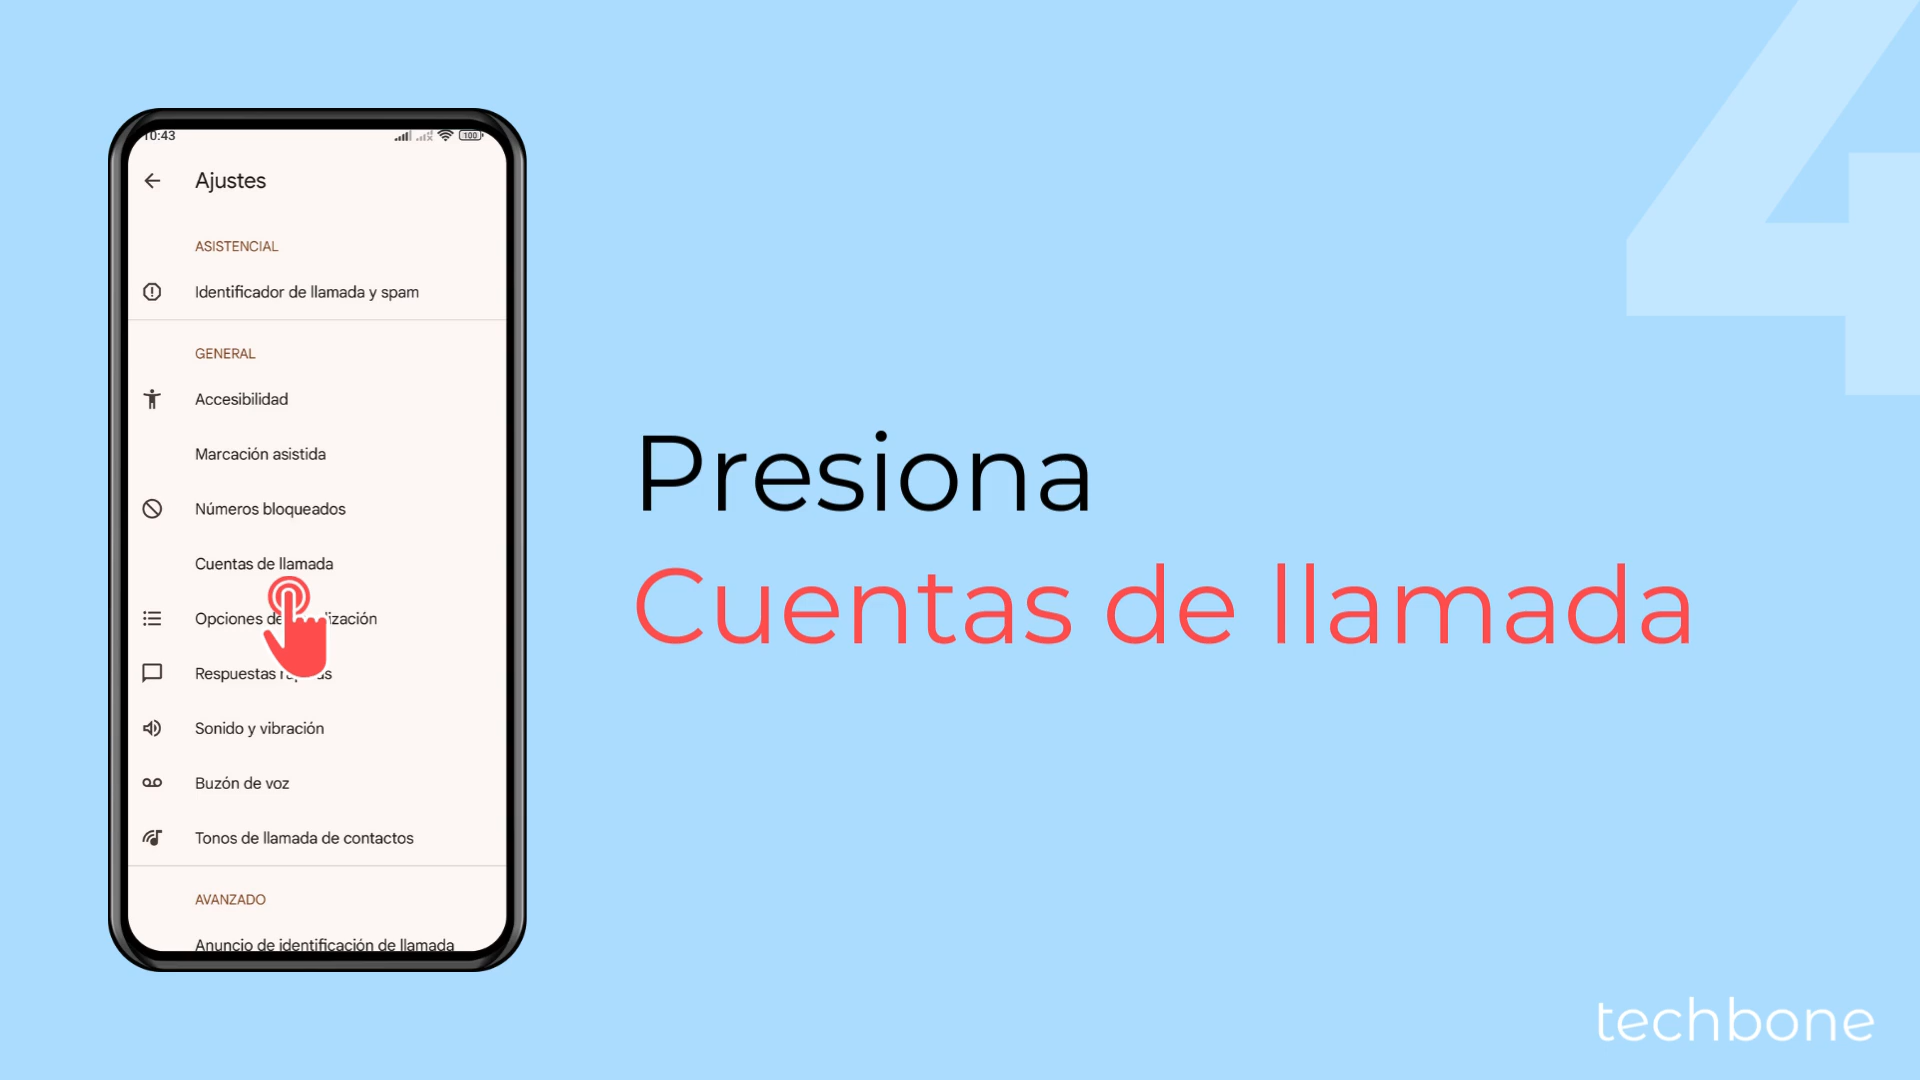 10:43
100
Ajustes
ASISTENCIAL
Identificador de llamada y spam
GENERAL
Accesibilidad
Marcación asistida
Números bloqueados
Cuentas de llamada
Opciones de
Respuestas
Sonido y vibración
Buzón de voz
Tonos de llamada de contactos
AVANZADO
Anuncio de identificación de llamada
Presiona
Cuentas de llamada
4
techbone